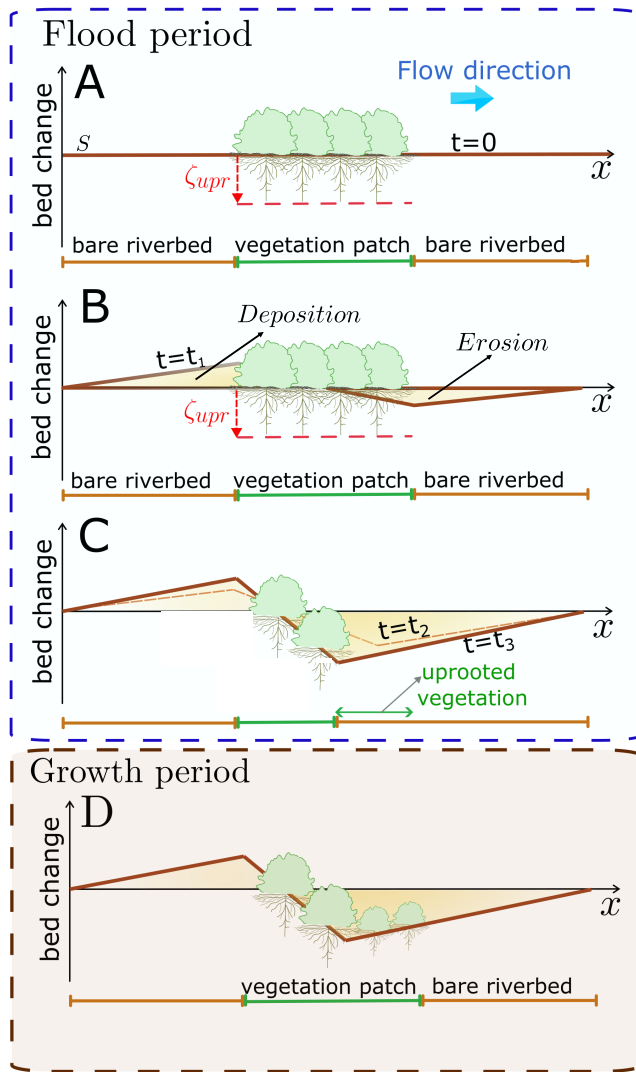 Flood period
A
Flow direction
bed change
S
t=0
x
ζupr
bare riverbed
vegetation patch
bare riverbed
B
Deposition
t=t1
Erosion
bed change
x
ζupr
bare riverbed
vegetation patch
bare riverbed
C
bed change
x
t=t2
t=t3
uprooted
vegetation
Growth period
D
bed change
x
vegetation patch
bare riverbed